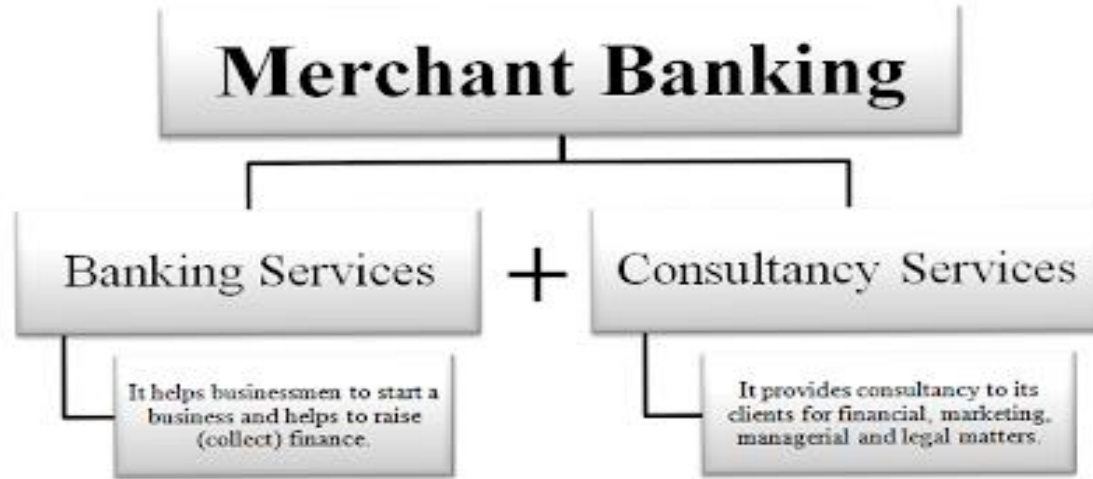 Merchant Banking
Banking Services
+
Consultancy Services
It helps businessmen to start a
business and helps to raise
(collect) finance.
It provides consultancy to its
clients for financial, marketing,
managerial and legal matters.